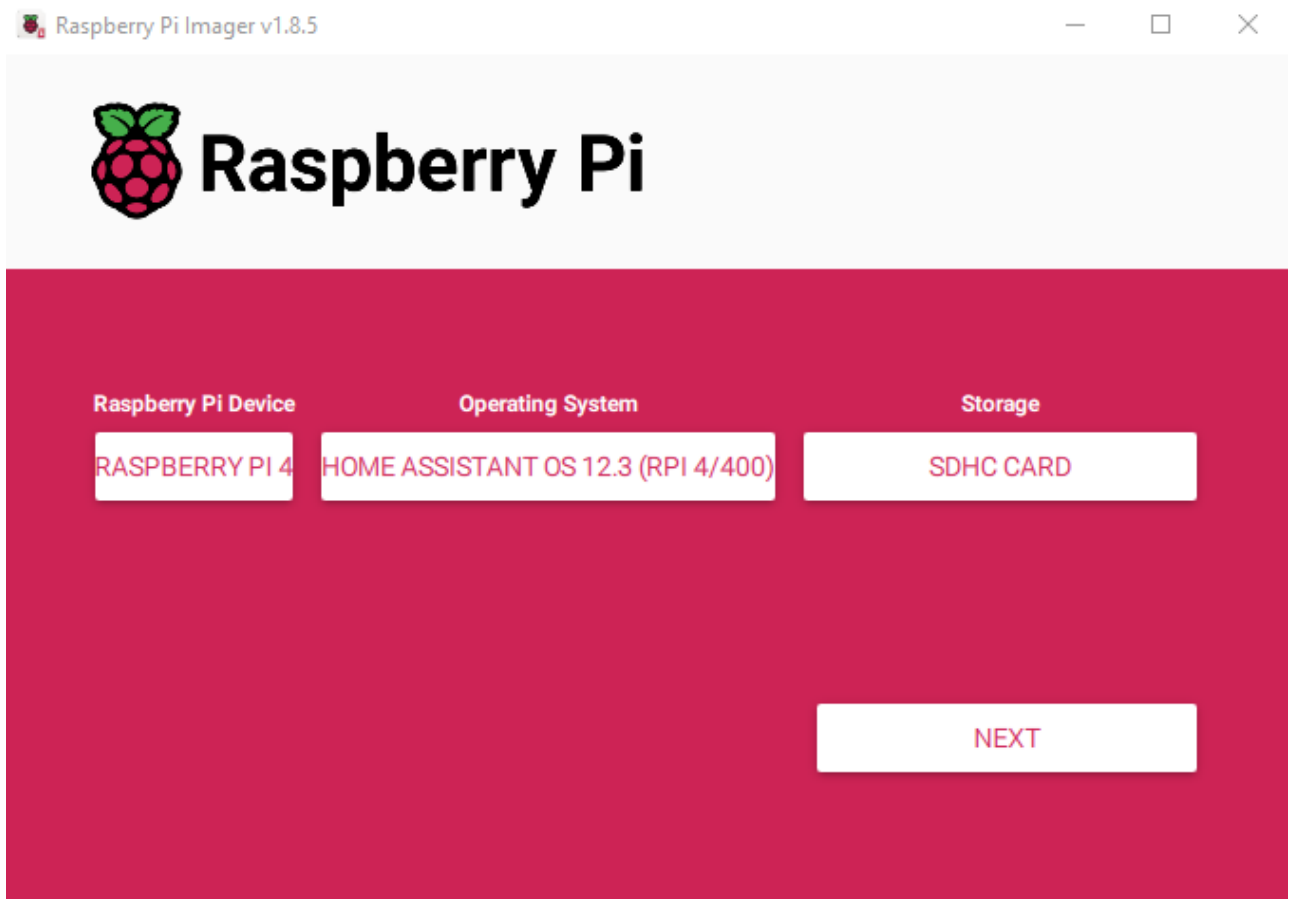 Raspberry Pi Imager v1.8.5
Raspberry Pi
Raspberry Pi Device
Operating System
Storage
RASPBERRY PI 4
HOME ASSISTANT OS 12.3 (RPI 4/400)
SDHC CARD
NEXT